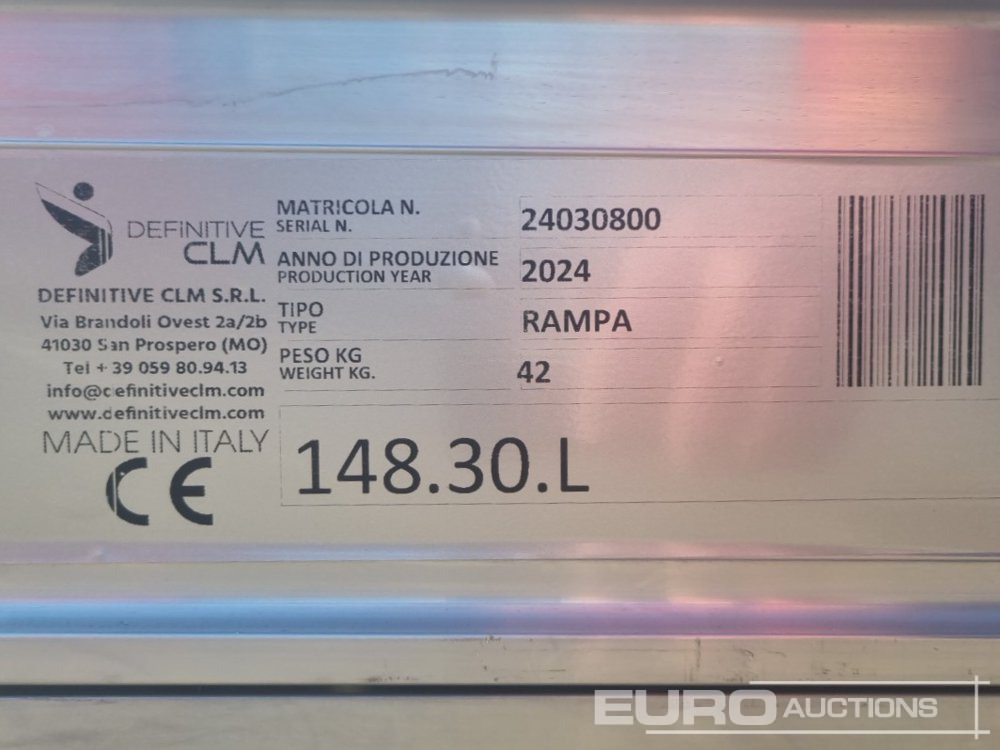 DEFINITIVE
CLM
DEFINITIVE CLM S.R.L.
Via Brandoli Ovest 2a/2b
41030 San Prospero (MO)
Tel + 39 059 80.94.13
info@definitiveclm.com
www.definitiveclm.com
MADE IN ITALY
CE
MATRICOLA N.
SERIAL N.
24030800
ANNO DI PRODUZIONE
PRODUCTION YEAR
2024
TIPO
TYPE
RAMPA
PESO KG
WEIGHT KG.
42
148.30.L
EURO AUCTIONS